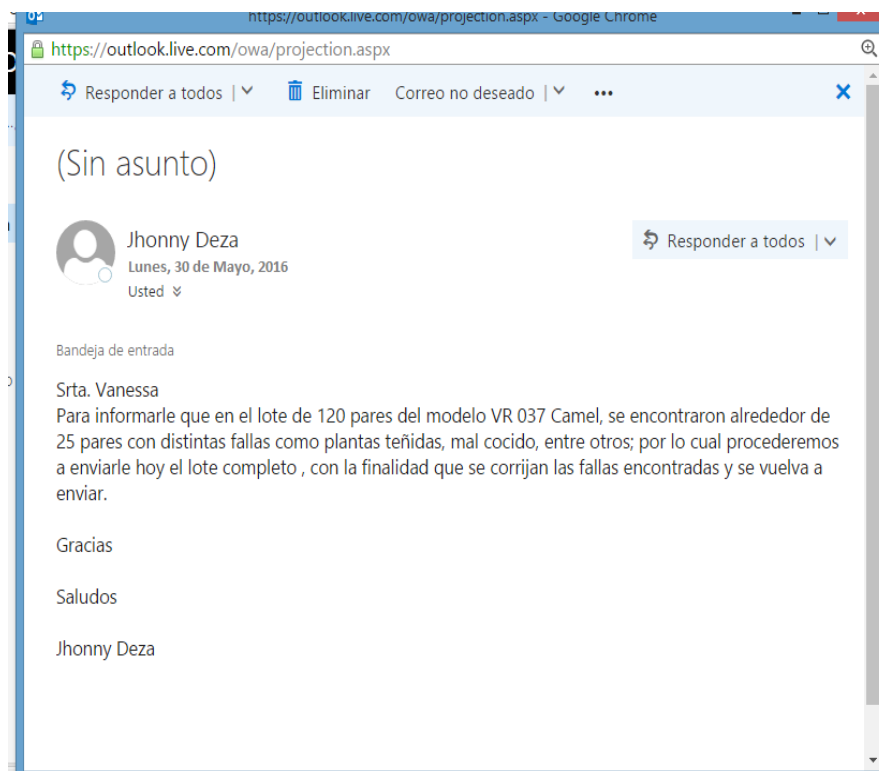 https://outlook.live.com/owa/projection.aspx - Google Chrome
https://outlook.live.com/owa/projection.aspx
Responder a todos | Eliminar Correo no deseado | •••
(Sin asunto)
Jhonny Deza
Responder a todos |
Lunes, 30 de Mayo, 2016
Usted
Bandeja de entrada
Srta. Vanessa
Para informarle que en el lote de 120 pares del modelo VR 037 Camel, se encontraron alrededor de
25 pares con distintas fallas como plantas teñidas, mal cocido, entre otros; por lo cual procederemos
a enviarle hoy el lote completo , con la finalidad que se corrijan las fallas encontradas y se vuelva a
enviar.
Gracias
Saludos
Jhonny Deza